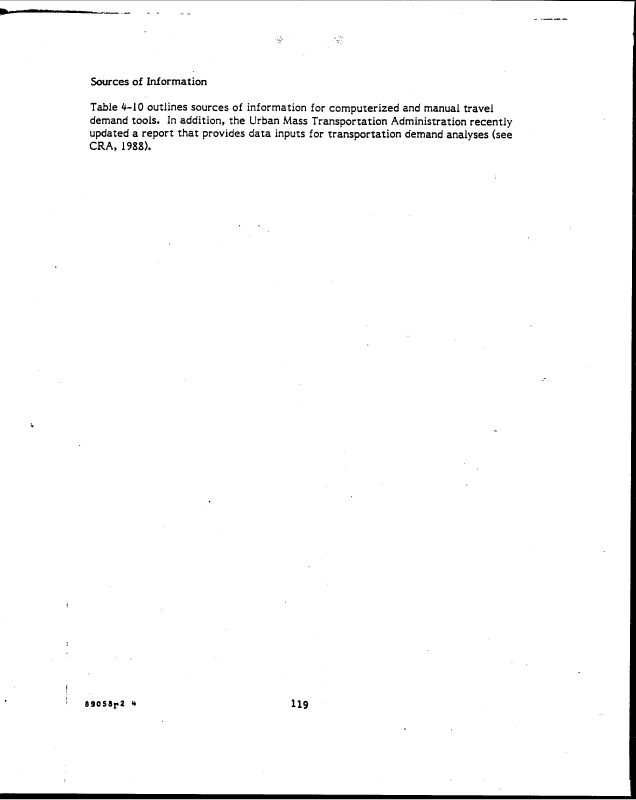 Sources of Information
Table 4-10 outlines sources of information for computerized and manual travel
demand tools. In addition, the Urban Mass Transportation Administration recently
updated a report that provides data inputs for transportation demand analyses (see
CRA, 1988).
89058r2 4
119